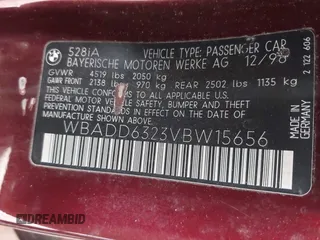 BMW
528iA VEHICLE TYPE: PASSENGER CAR
BAYERISCHE MOTOREN WERKE AG 12/96
GVWR 4519 lbs 2050 kg
GAWR FRONT 2138 lbs 970 kg REAR 2502 lbs 1135 kg
THIS VEHICLE CONFORMS TO ALL APPLICABLE FEDERAL MOTOR VEHICLE SAFETY, BUMPER, AND THEFT PREVENTION STANDARDS IN EFFECT ON THE DATE OF MANUFACTURE SHOWN ABOVE.
WBADD6323VBW15656
MADE IN GERMANY
2 122 606
DREAMBID